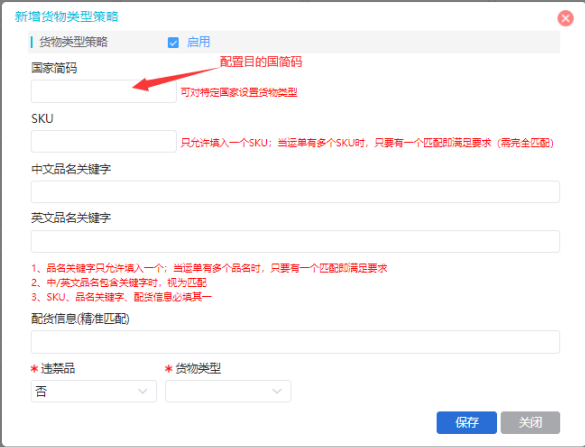 新增货物类型策略
货物类型策略 启用
配置目的国简码
国家简码
可对特定国家设置货物类型
SKU
只允许填入一个SKU；当运单有多个SKU时，只要有一个匹配即满足要求（需完全匹配）
中文品名关键字
英文品名关键字
1、品名关键字只允许填入一个；当运单有多个品名时，只要有一个匹配即满足要求
2、中/英文品名包含关键字时，视为匹配
3、SKU、品名关键字、配货信息必填其一
配货信息(精准匹配)
* 违禁品 * 货物类型
否
保存 关闭